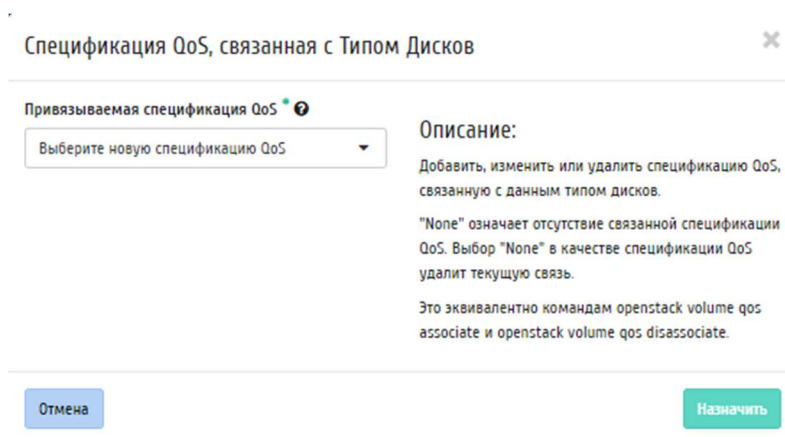 Спецификация QoS, связанная с Типом Дисков
Привязываемая спецификация QoS *
Выберите новую спецификацию QoS
Описание:
Добавить, изменить или удалить спецификацию QoS,
связанную с данным типом дисков.
"None" означает отсутствие связанной спецификации
QoS. Выбор "None" в качестве спецификации QoS
удалит текущую связь.
Это эквивалентно командам openstack volume qos
associate и openstack volume qos disassociate.
Отмена
Назначить